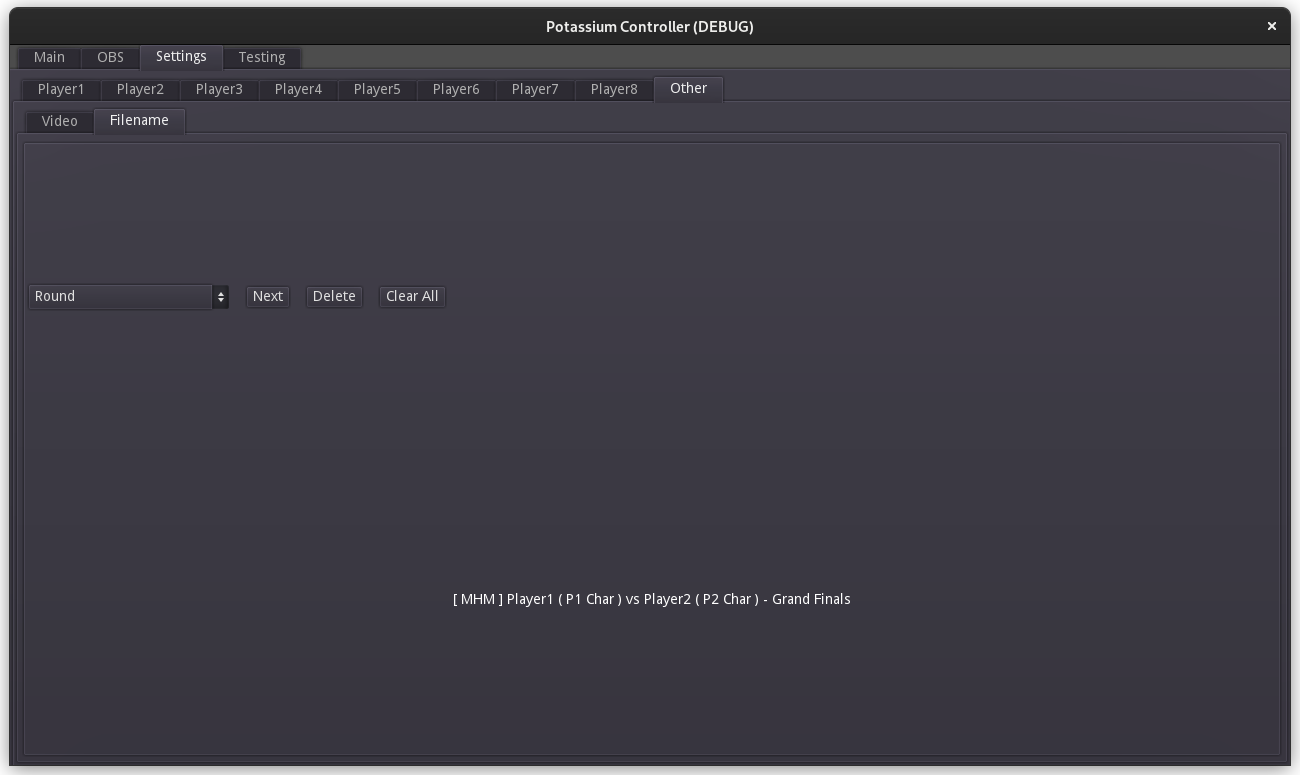 Potassium Controller (DEBUG)
Main OBS Settings Testing
Player1 Player2 Player3 Player4 Player5 Player6 Player7 Player8 Other
Video Filename
Round Next Delete Clear All
[ MHM ] Player1 ( P1 Char ) vs Player2 ( P2 Char ) - Grand Finals